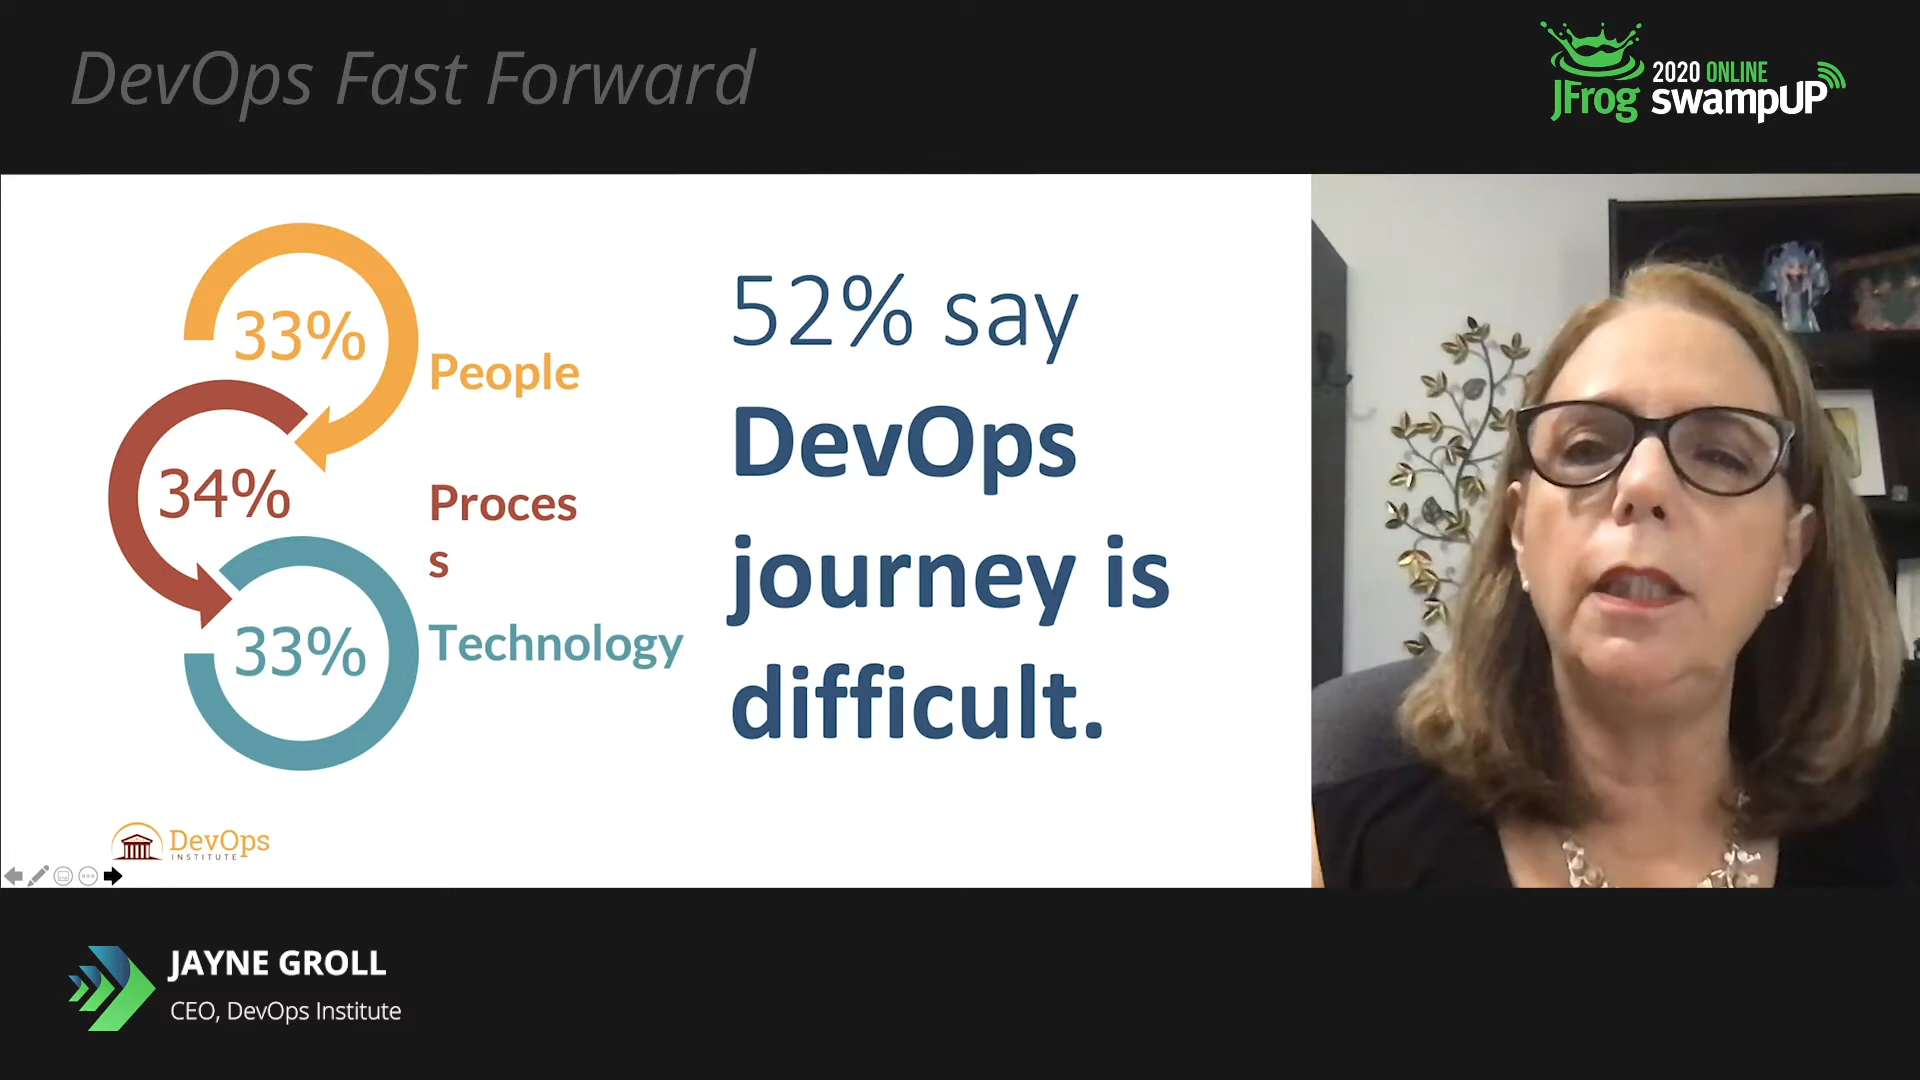 DevOps Fast Forward
JFrog
2020 ONLINE
swampUP
33%
People
34%
Proces
s
33%
Technology
52% say
DevOps
journey is
difficult.
DevOps
INSTITUTE
JAYNE GROLL
CEO, DevOps Institute